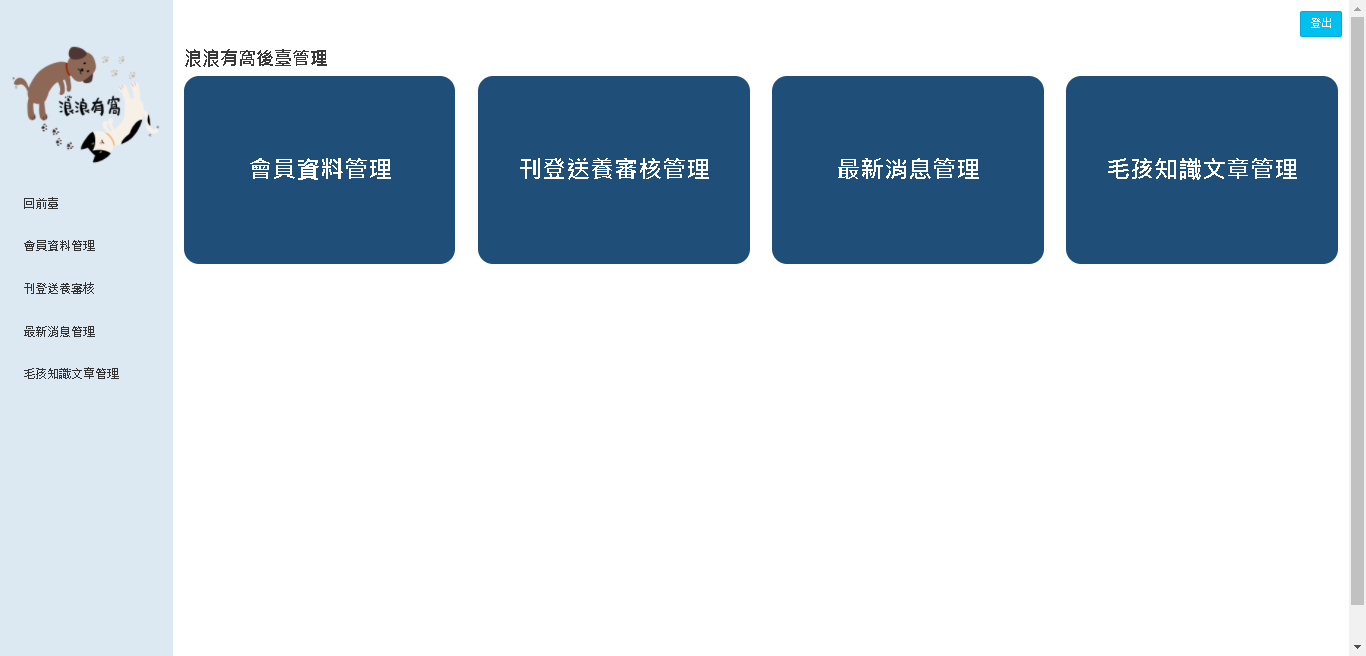 登出
浪浪有窩
回前臺
會員資料管理
刊登送養審核
最新消息管理
毛孩知識文章管理
浪浪有窩後臺管理
會員資料管理
刊登送養審核管理
最新消息管理
毛孩知識文章管理